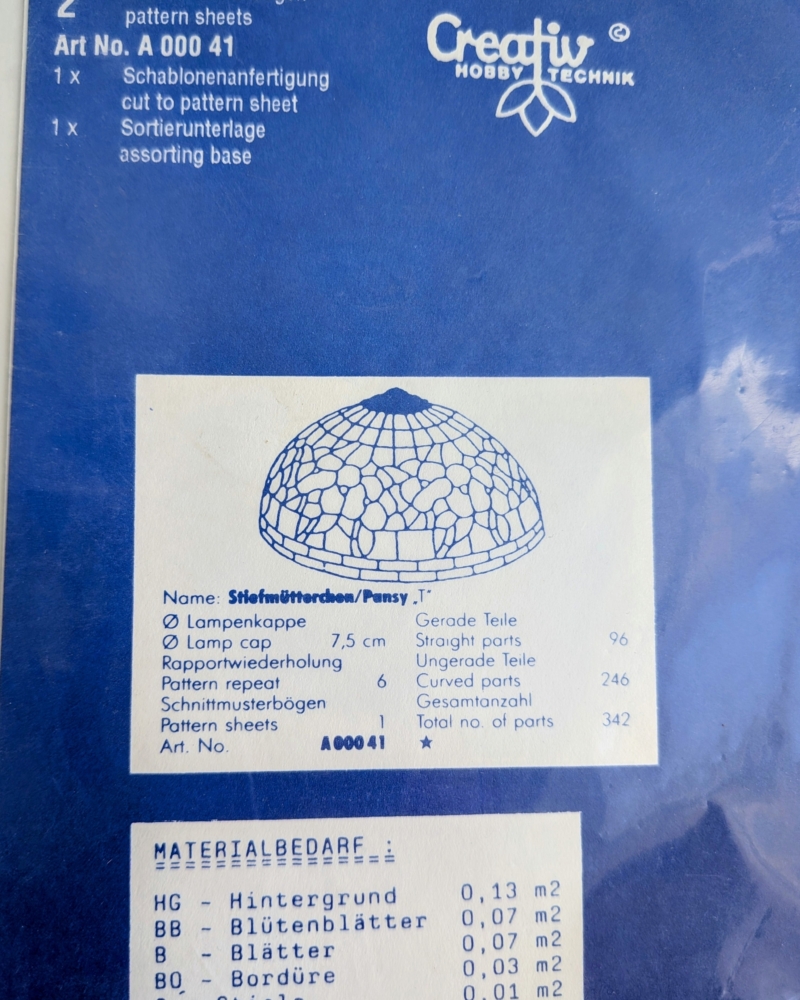 2
pattern sheets
Art No. A 000 41
1 x Schablonenanfertigung
cut to pattern sheet
1 x Sortierunterlage
assorting base
Creativ ©
HOBBY TECHNIK
Name: Stiefmütterchen/Pansy „T"
Ø Lampenkappe
Ø Lamp cap 7,5 cm
Rapportwiederholung
Pattern repeat 6
Schnittmusterbögen
Pattern sheets 1
Art. No. A 000 41
Gerade Teile
Straight parts 96
Ungerade Teile
Curved parts 246
Gesamtanzahl
Total no. of parts 342
★
MATERIALBEDARF :
HG - Hintergrund 0,13 m2
BB - Blütenblätter 0,07 m2
B - Blätter 0,07 m2
BO - Bordüre 0,03 m2
0,01 m2